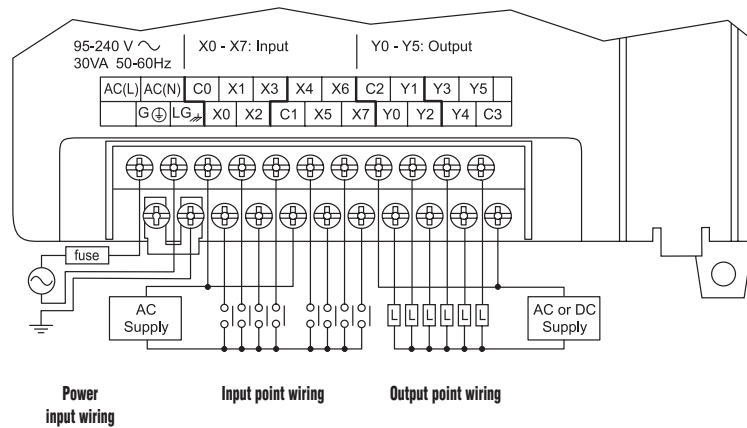 95-240 V
30VA 50-60Hz
X0 - X7: Input
Y0 - Y5: Output
AC(L) AC(N) C0 X1 X3 X4 X6 C2 Y1 Y3 Y5
G LG X0 X2 C1 X5 X7 Y0 Y2 Y4 C3
fuse
AC
Supply
L L L L L L
AC or DC
Supply
Power
input wiring
Input point wiring
Output point wiring